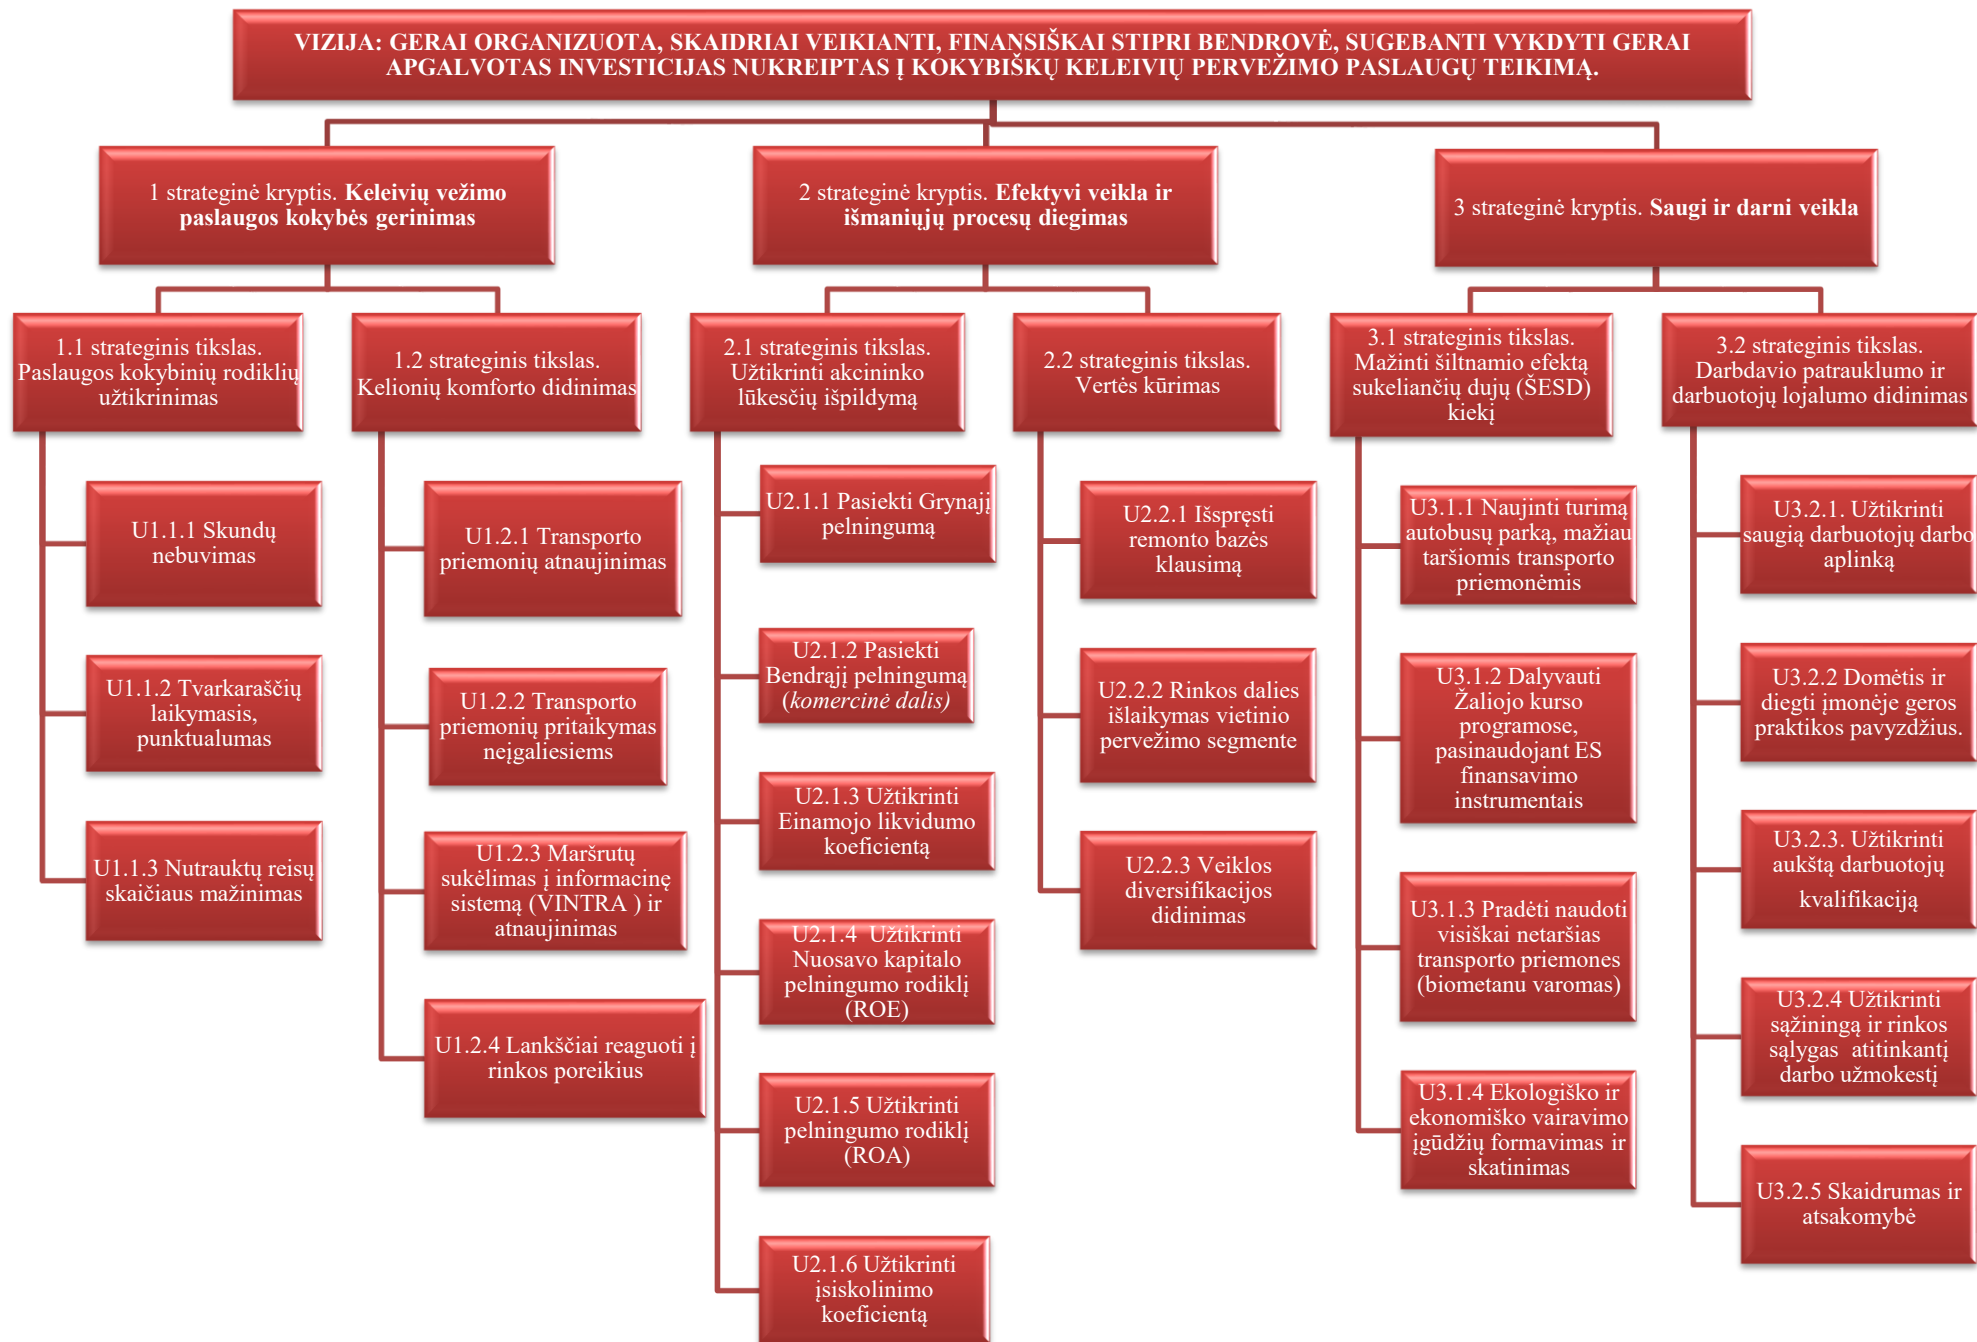 VIZIJA: GERAI ORGANIZUOTA, SKAIDRIAI VEIKIANTI, FINANSIŠKAI STIPRI BENDROVĖ, SUGEBANTI VYKDYTI GERAI
APGALVOTAS INVESTICIJAS NUKREIPTAS Į KOKYBIŠKŲ KELEIVIŲ PERVEŽIMO PASLAUGŲ TEIKIMĄ.
1 strateginė kryptis. Keleivių vežimo
paslaugos kokybės gerinimas
1.1 strateginis tikslas.
Paslaugos kokybinių rodiklių
užtikrinimas
U1.1.1 Skundų
nebuvimas
U1.1.2 Tvarkaraščių
laikymasis,
punktualumas
U1.1.3 Nutrauktų reisų
skaičiaus mažinimas
1.2 strateginis tikslas.
Kelionių komforto didinimas
U1.2.1 Transporto
priemonių atnaujinimas
U1.2.2 Transporto
priemonių pritaikymas
neįgaliesiems
U1.2.3 Maršrutų
sukėlimas į informacinę
sistemą (VINTRA ) ir
atnaujinimas
U1.2.4 Lanksčiai reaguoti į
rinkos poreikius
2 strateginė kryptis. Efektyvi veikla ir
išmaniųjų procesų diegimas
2.1 strateginis tikslas.
Užtikrinti akcininko
lūkesčių išpildymą
U2.1.1 Pasiekti Grynąjį
pelningumą
U2.1.2 Pasiekti
Bendrąjį pelningumą
(komercinė dalis)
U2.1.3 Užtikrinti
Einamojo likvidumo
koeficientą
U2.1.4  Užtikrinti
Nuosavo kapitalo
pelningumo rodiklį
(ROE)
U2.1.5 Užtikrinti
pelningumo rodiklį
(ROA)
U2.1.6 Užtikrinti
įsiskolinimo
koeficientą
2.2 strateginis tikslas.
Vertės kūrimas
U2.2.1 Išspręsti
remonto bazės
klausimą
U2.2.2 Rinkos dalies
išlaikymas vietinio
pervežimo segmente
U2.2.3 Veiklos
diversifikacijos
didinimas
3 strateginė kryptis. Saugi ir darni veikla
3.1 strateginis tikslas.
Mažinti šiltnamio efektą
sukeliančių dujų (ŠESD)
kiekį
U3.1.1 Naujinti turimą
autobusų parką, mažiau
taršiomis transporto
priemonėmis
U3.1.2 Dalyvauti
Žaliojo kurso
programose,
pasinaudojant ES
finansavimo
instrumentais
U3.1.3 Pradėti naudoti
visiškai netaršias
transporto priemones
(biometanu varomas)
U3.1.4 Ekologiško ir
ekonomiško vairavimo
įgūdžių formavimas ir
skatinimas
3.2 strateginis tikslas.
Darbdavio patrauklumo ir
darbuotojų lojalumo didinimas
U3.2.1. Užtikrinti
saugią darbuotojų darbo
aplinką
U3.2.2 Domėtis ir
diegti įmonėje geros
praktikos pavyzdžius.
U3.2.3. Užtikrinti
aukštą darbuotojų
kvalifikaciją
U3.2.4 Užtikrinti
sąžiningą ir rinkos
sąlygas  atitinkantį
darbo užmokestį
U3.2.5 Skaidrumas ir
atsakomybė